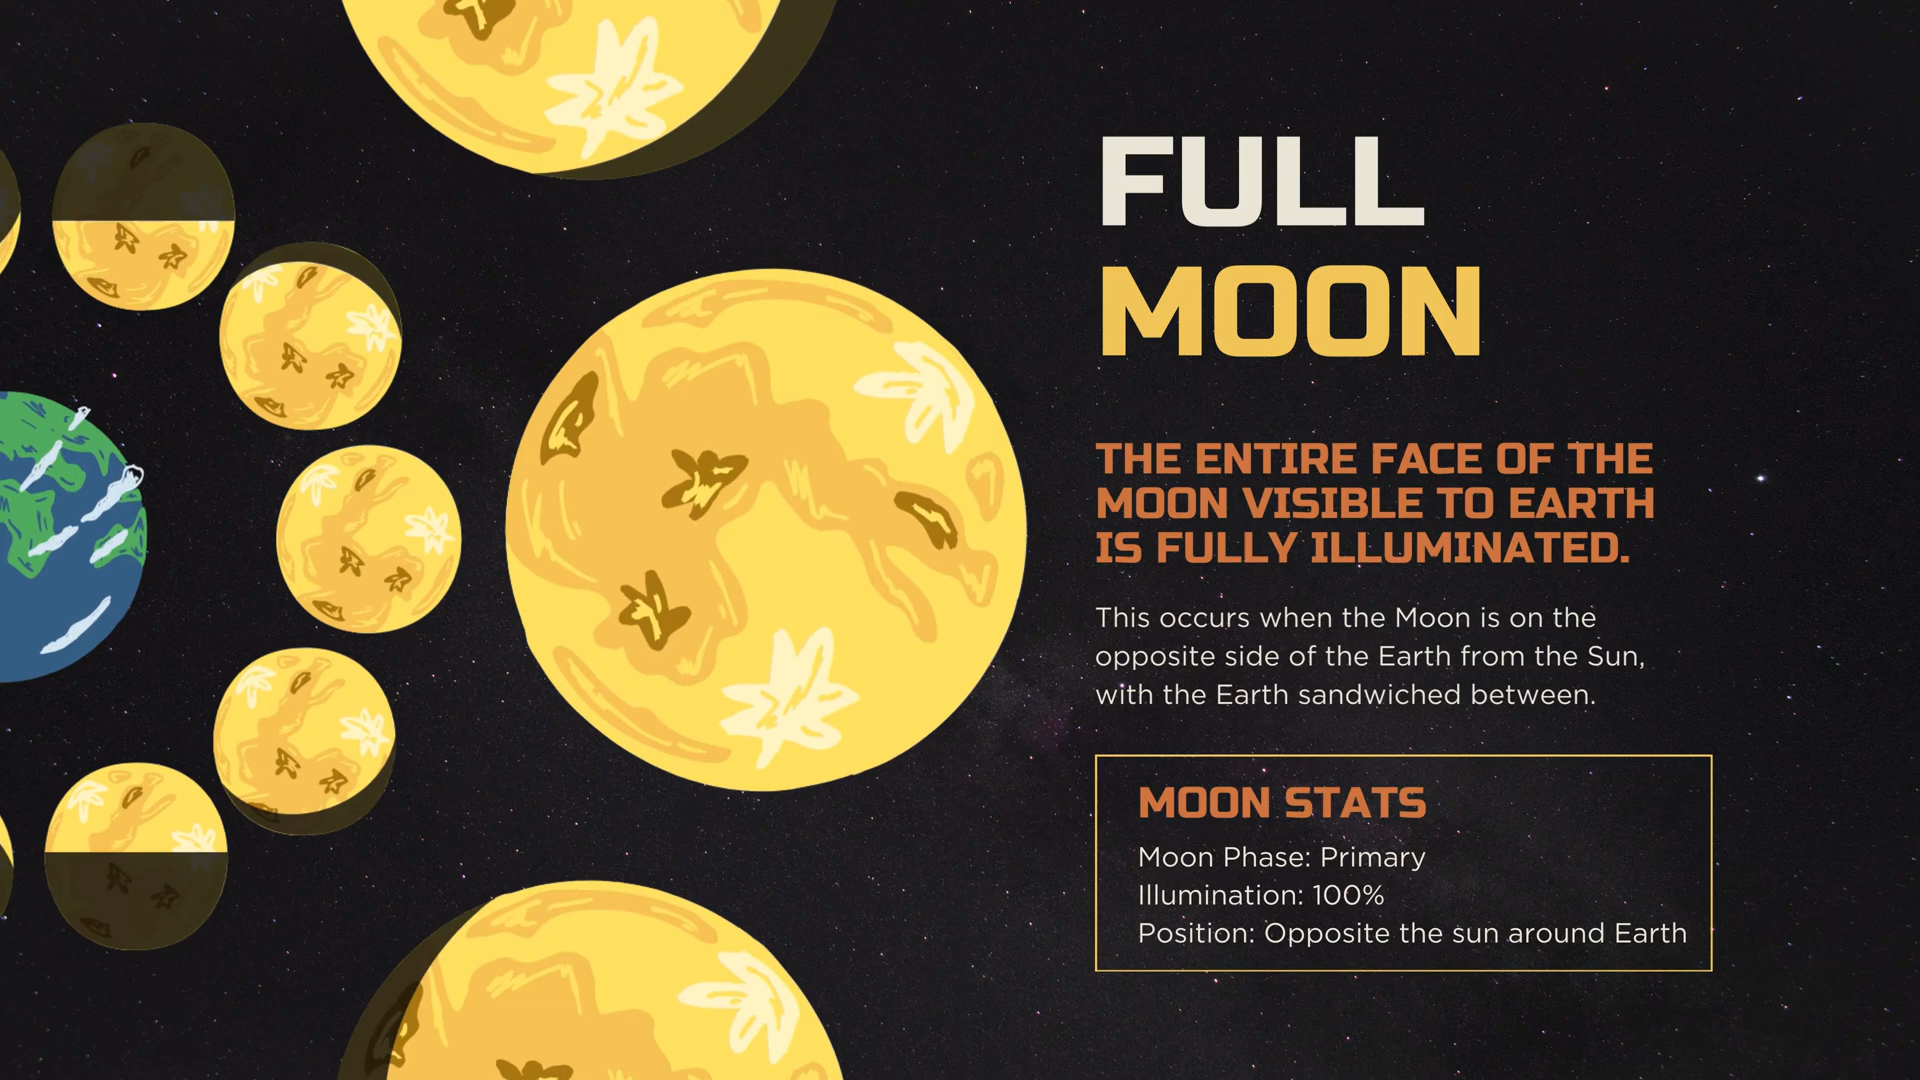 FULL
MOON
THE ENTIRE FACE OF THE
MOON VISIBLE TO EARTH
IS FULLY ILLUMINATED.
This occurs when the Moon is on the
opposite side of the Earth from the Sun,
with the Earth sandwiched between.
MOON STATS
Moon Phase: Primary
Illumination: 100%
Position: Opposite the sun around Earth